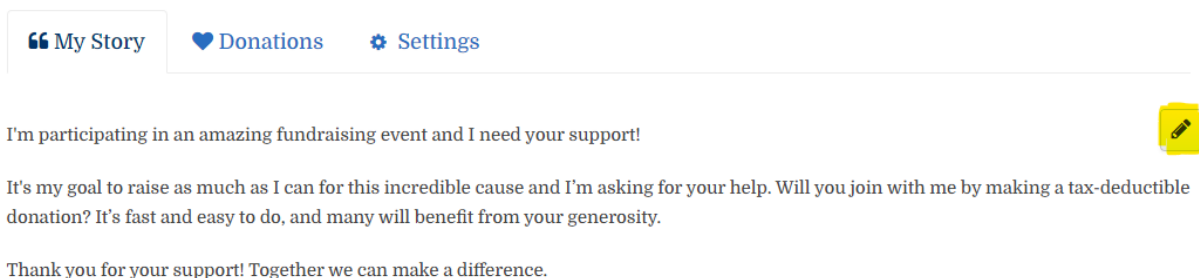 My Story Donations Settings
I'm participating in an amazing fundraising event and I need your support!
It's my goal to raise as much as I can for this incredible cause and I’m asking for your help. Will you join with me by making a tax-deductible
donation? It’s fast and easy to do, and many will benefit from your generosity.
Thank you for your support! Together we can make a difference.